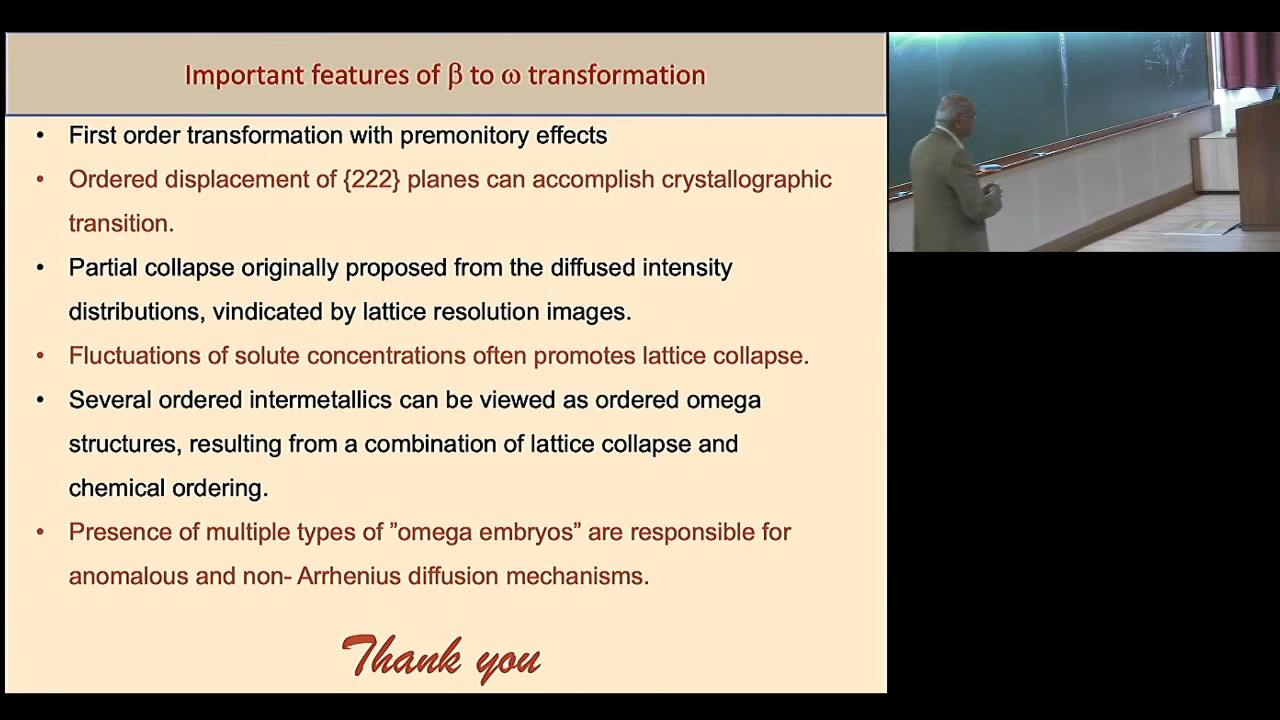 Important features of β to ω transformation
• First order transformation with premonitory effects
• Ordered displacement of {222} planes can accomplish crystallographic
transition.
• Partial collapse originally proposed from the diffused intensity
distributions, vindicated by lattice resolution images.
• Fluctuations of solute concentrations often promotes lattice collapse.
• Several ordered intermetallics can be viewed as ordered omega
structures, resulting from a combination of lattice collapse and
chemical ordering.
• Presence of multiple types of ”omega embryos” are responsible for
anomalous and non- Arrhenius diffusion mechanisms.
Thank you